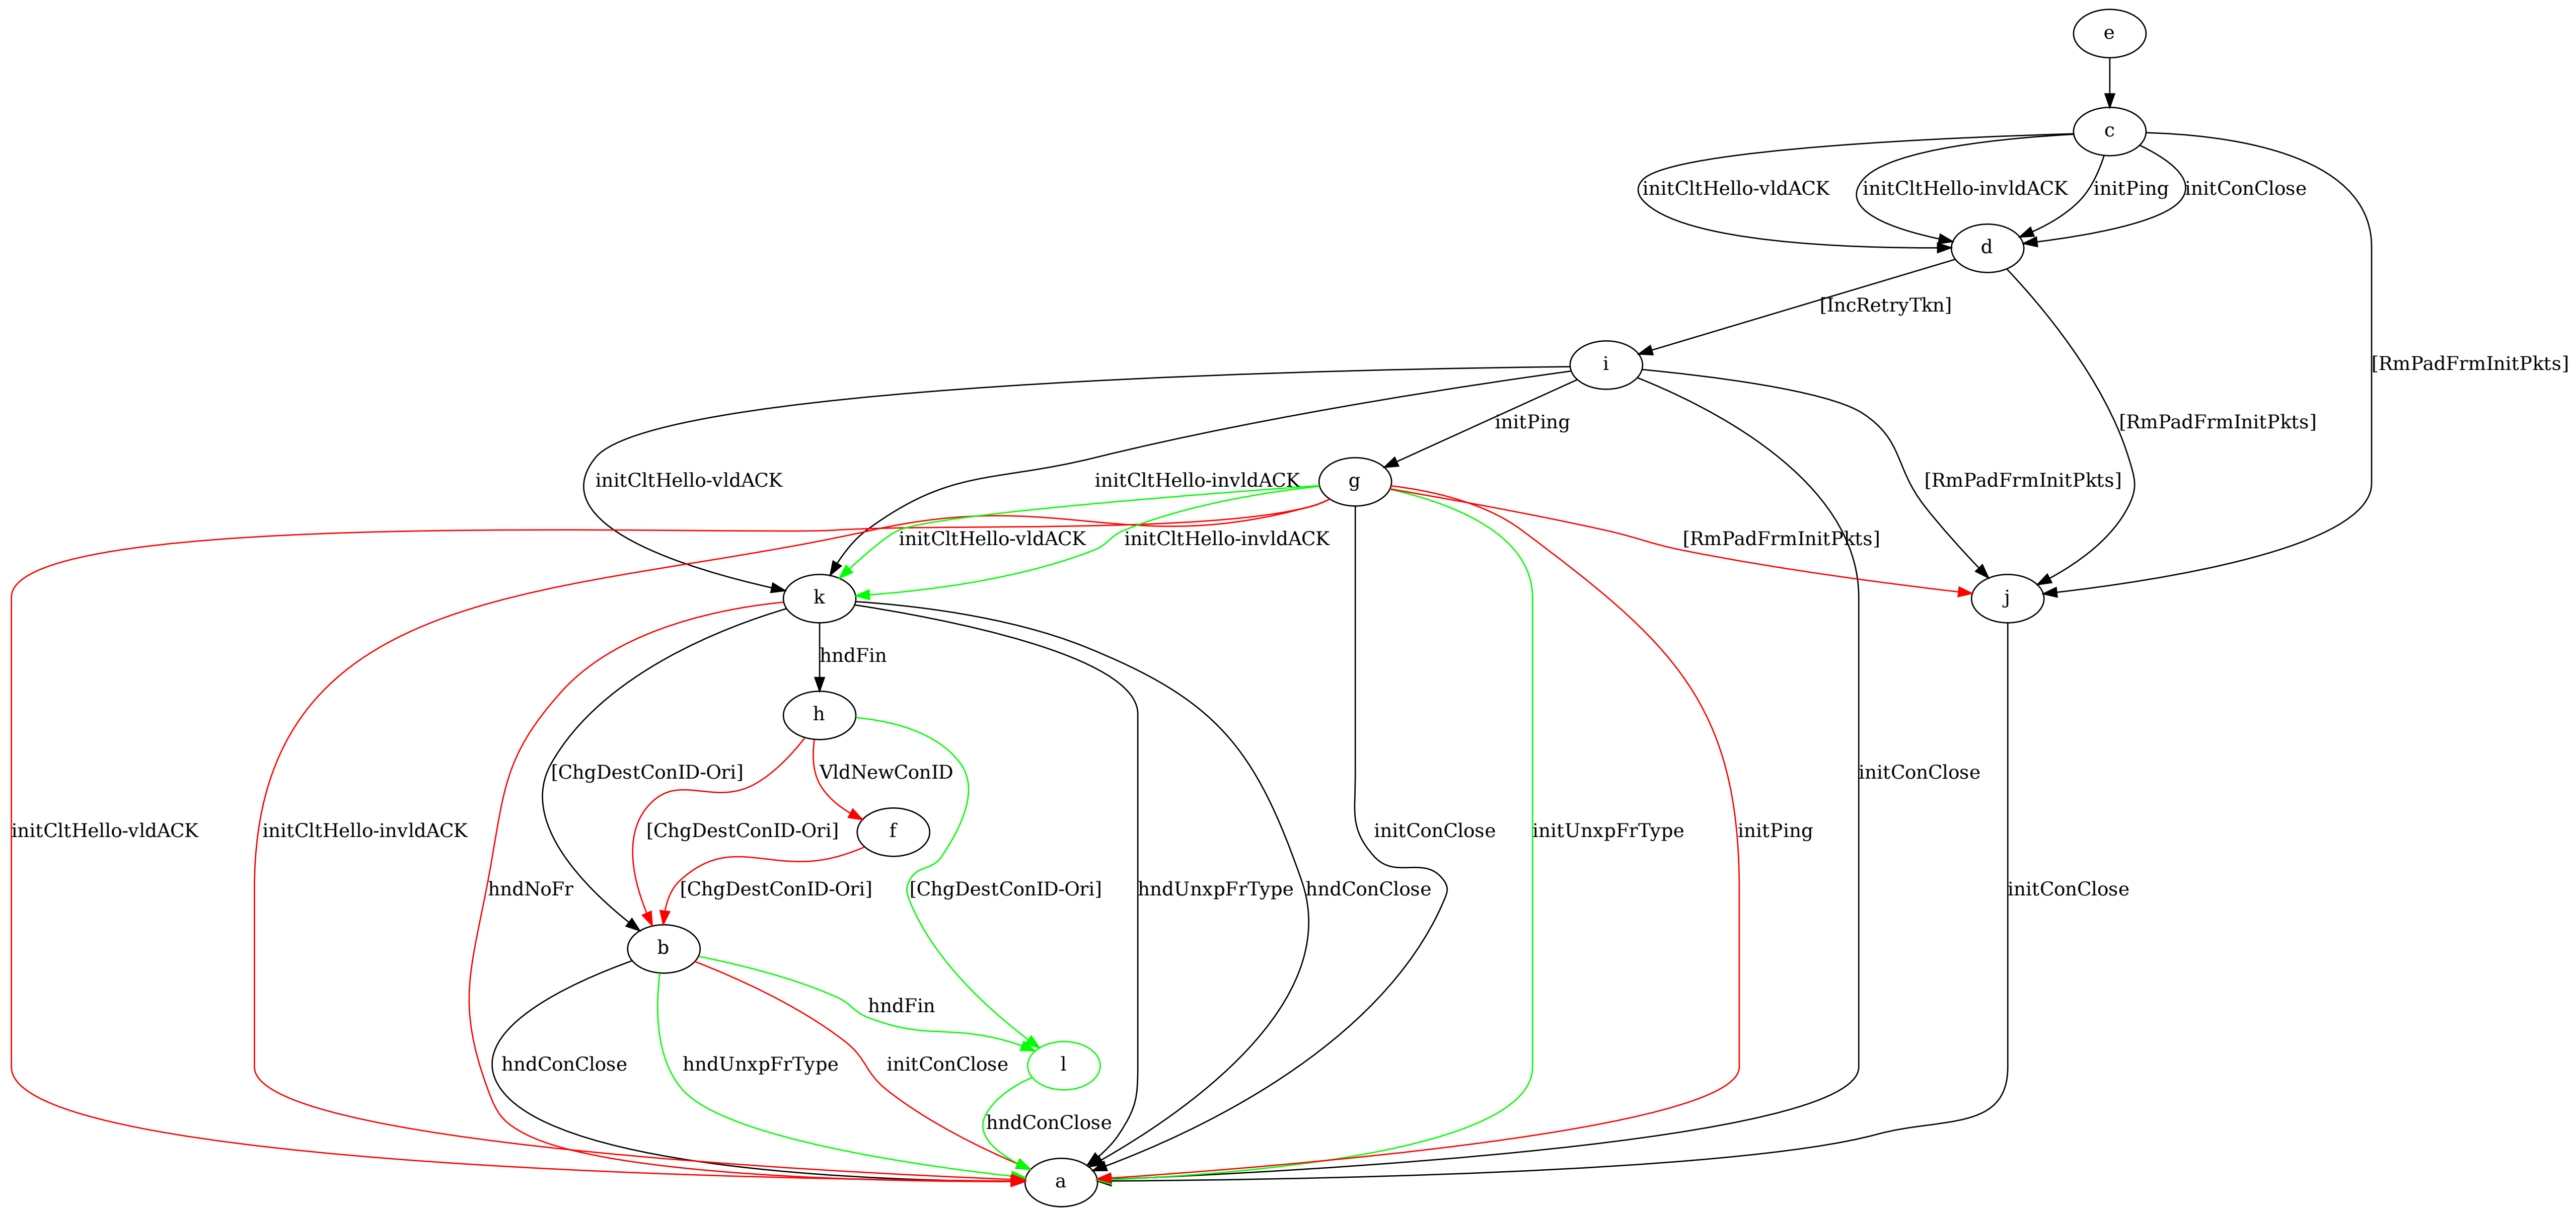 e
c
initCltHello-vldACK
initCltHello-invldACK
initPing
initConClose
d
[IncRetryTkn]
i
[RmPadFrmInitPkts]
initPing
[RmPadFrmInitPkts]
initCltHello-vldACK
initCltHello-invldACK
g
[RmPadFrmInitPkts]
initCltHello-vldACK
initCltHello-invldACK
[RmPadFrmInitPkts]
k
j
hndFin
h
[ChgDestConID-Ori]
VldNewConID
initConClose
initCltHello-vldACK
initCltHello-invldACK
[ChgDestConID-Ori]
f
initConClose
initUnxpFrType
initPing
hndNoFr
[ChgDestConID-Ori]
[ChgDestConID-Ori]
hndUnxpFrType
hndConClose
initConClose
b
hndFin
hndConClose
hndUnxpFrType
initConClose
l
hndConClose
a